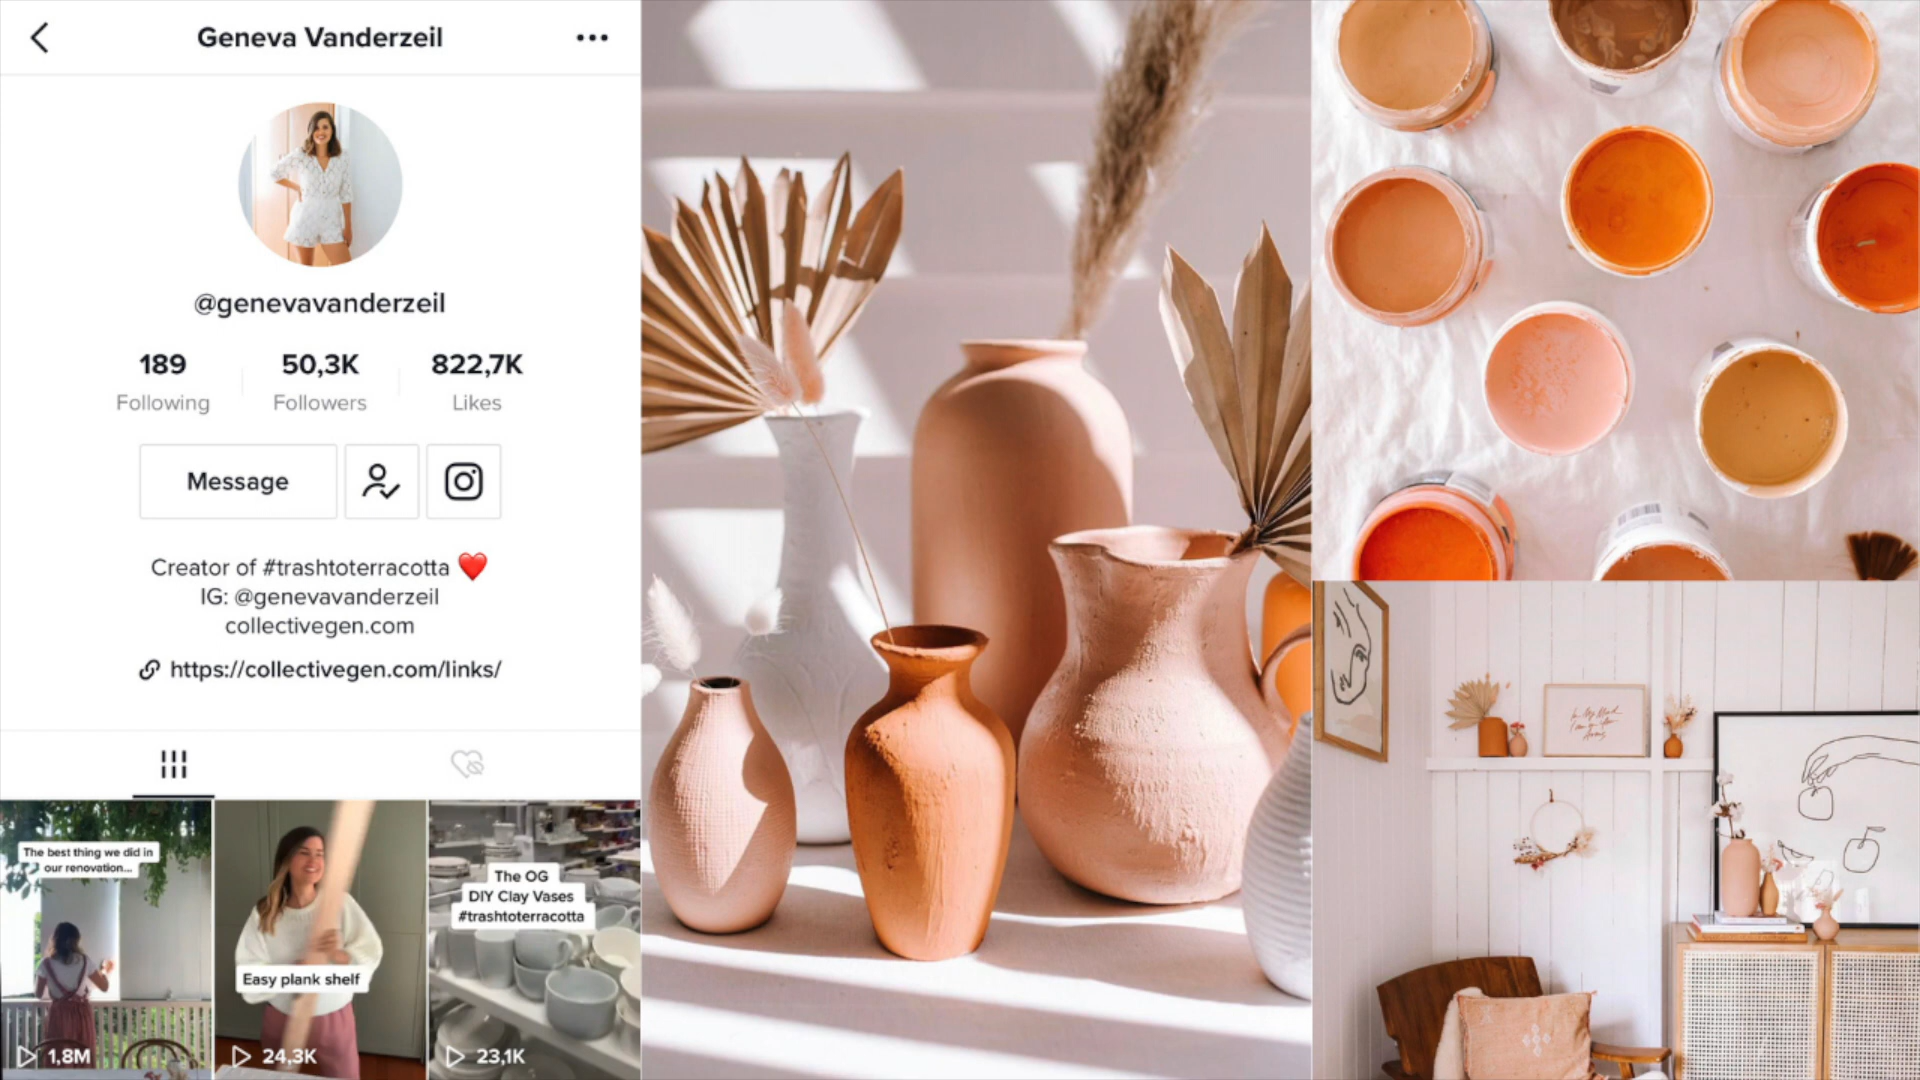 Geneva Vanderzeil
@genevavanderzeil
189
Following
50,3K
Followers
822,7K
Likes
Message
Creator of #trashtoterracotta ❤️
IG: @genevavanderzeil
collectivegen.com
https://collectivegen.com/links/
The best thing we did in
our renovation...
1,8M
Easy plank shelf
24,3K
The OG
DIY Clay Vases
#trashtoterracotta
23,1K